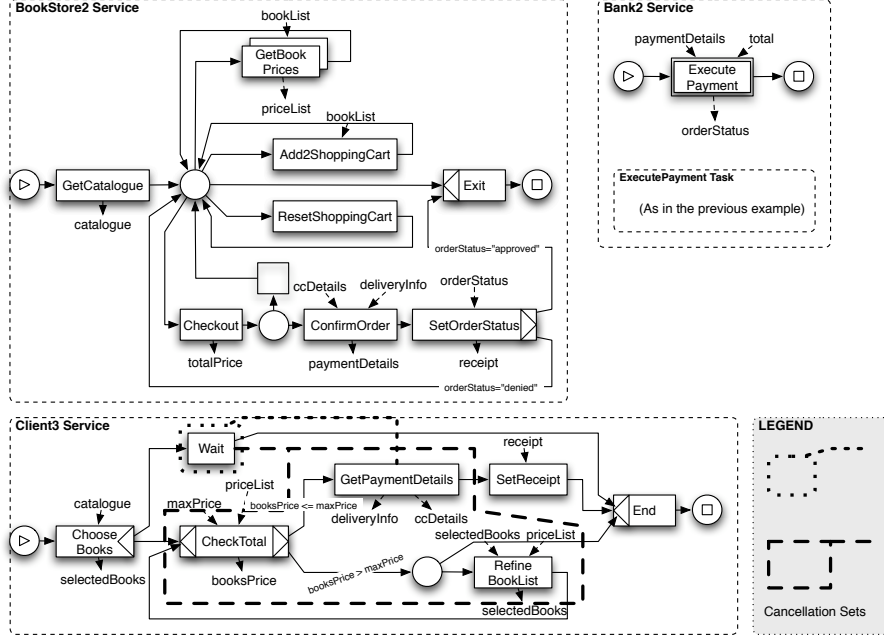 BookStore2 Service
bookList
GetBook
Prices
priceList
bookList
Add2ShoppingCart
GetCatalogue
catalogue
Exit
ResetShoppingCart
orderStatus="approved"
ccDetails
deliveryInfo
orderStatus
Checkout
ConfirmOrder
SetOrderStatus
totalPrice
paymentDetails
receipt
orderStatus="denied"
Bank2 Service
paymentDetails
total
Execute
Payment
orderStatus
ExecutePayment Task
(As in the previous example)
Client3 Service
Wait
receipt
priceList
GetPaymentDetails
SetReceipt
catalogue
maxPrice
booksPrice <= maxPrice
deliveryInfo
ccDetails
End
Choose
Books
CheckTotal
selectedBooks
priceList
selectedBooks
booksPrice
booksPrice > maxPrice
Refine
BookList
selectedBooks
LEGEND
Cancellation Sets